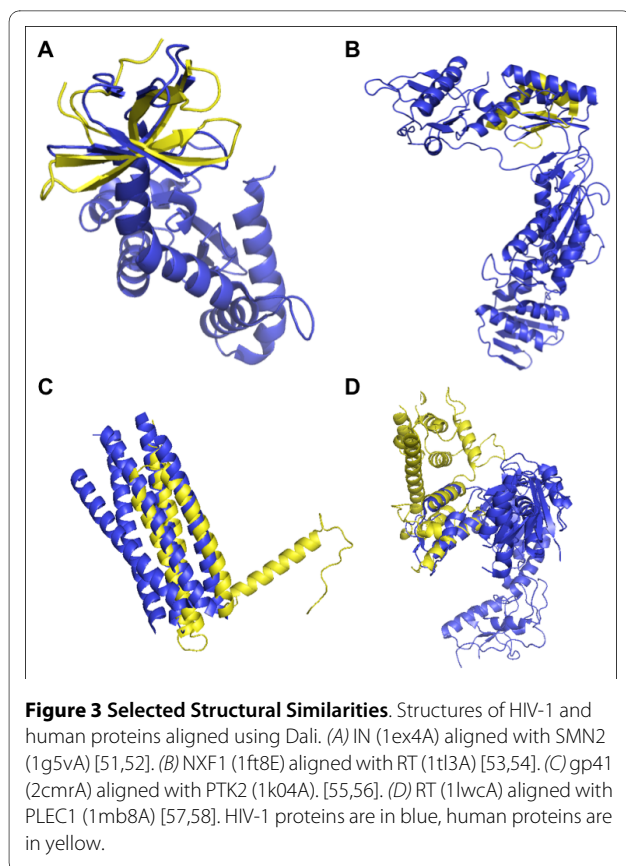 A
B
C
D
Figure 3 Selected Structural Similarities. Structures of HIV-1 and
human proteins aligned using Dali. (A) IN (1ex4A) aligned with SMN2
(1g5vA) [51,52]. (B) NXF1 (1ft8E) aligned with RT (1tl3A) [53,54]. (C) gp41
(2cmrA) aligned with PTK2 (1k04A). [55,56]. (D) RT (1lwcA) aligned with
PLEC1 (1mb8A) [57,58]. HIV-1 proteins are in blue, human proteins are
in yellow.